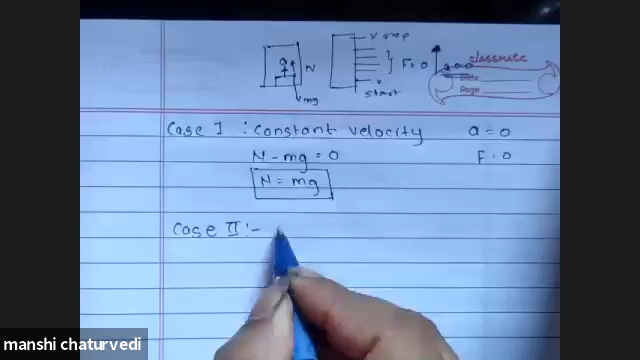 x stop
N
F = 0
mg
start
classmate
Date
Page
Case I : Constant velocity a = 0
N - mg = 0 F = 0
N = mg
Case II :-
manshi chaturvedi